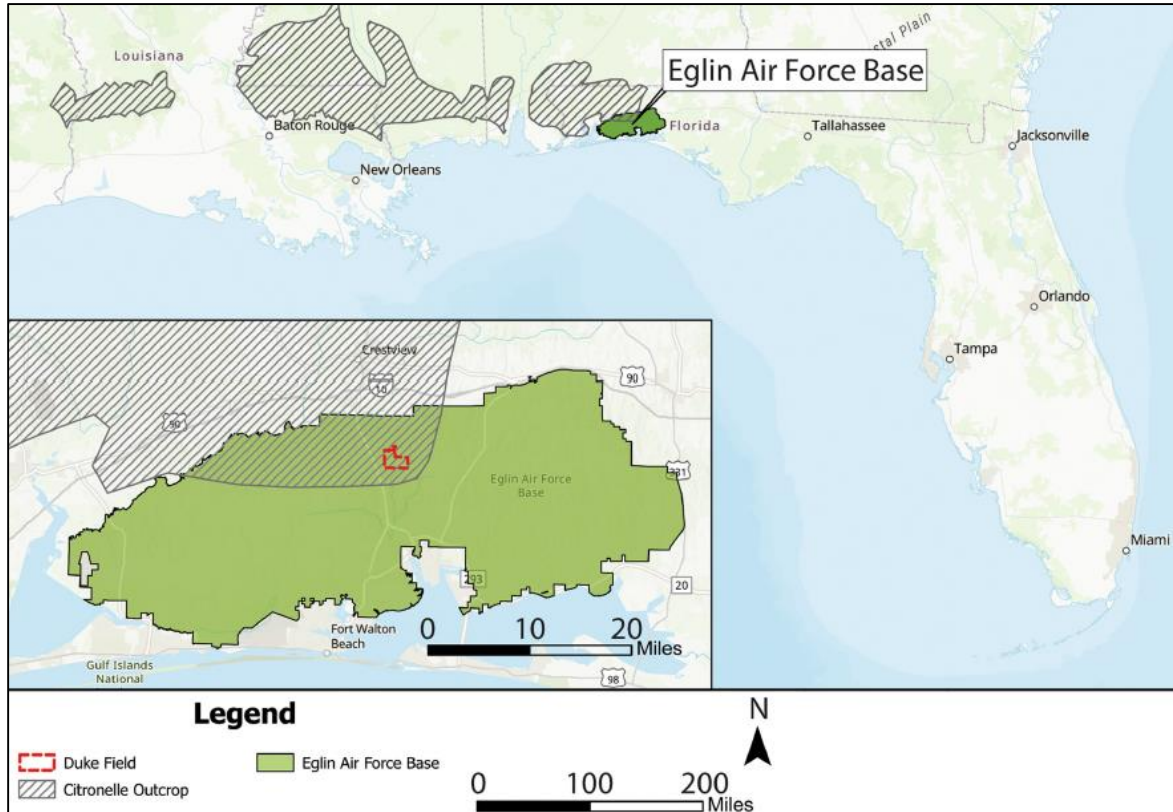 Louisiana
stal Plain
Eglin Air Force Base
Baton Rouge
Florida
Tallahassee
Jacksonville
New Orleans
Orlando
Tampa
Miami
Crestview
10
90
90
Eglin Air Force
Base
331
293
20
Fort Walton
Beach
0 10 20
Miles
Gulf Islands
National
98
Legend
N
Duke Field
Eglin Air Force Base
Citronelle Outcrop
0 100 200
Miles